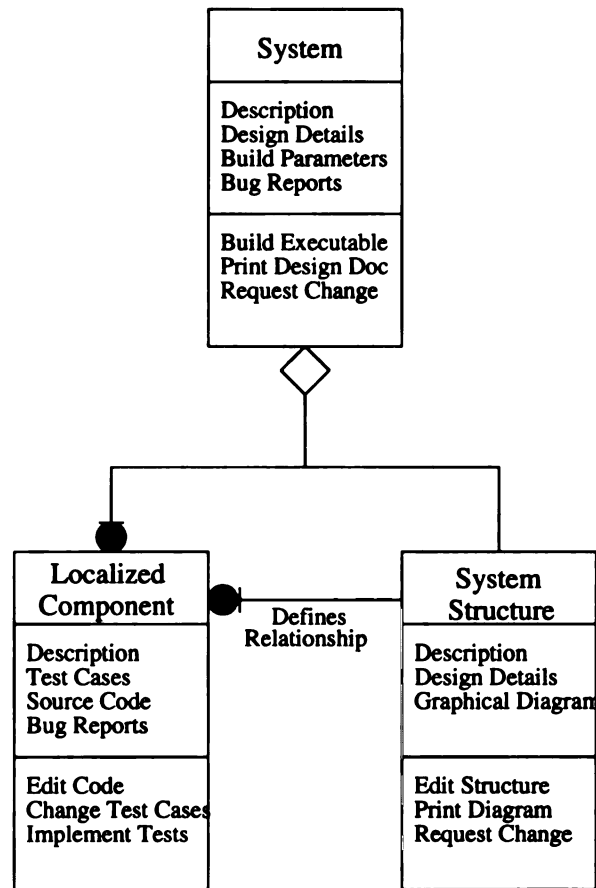 System
Description
Design Details
Build Parameters
Bug Reports
Build Executable
Print Design Doc
Request Change
Localized
Component
Description
Test Cases
Source Code
Bug Reports
Edit Code
Change Test Cases
Implement Tests
Defines
Relationship
System
Structure
Description
Design Details
Graphical Diagram
Edit Structure
Print Diagram
Request Change